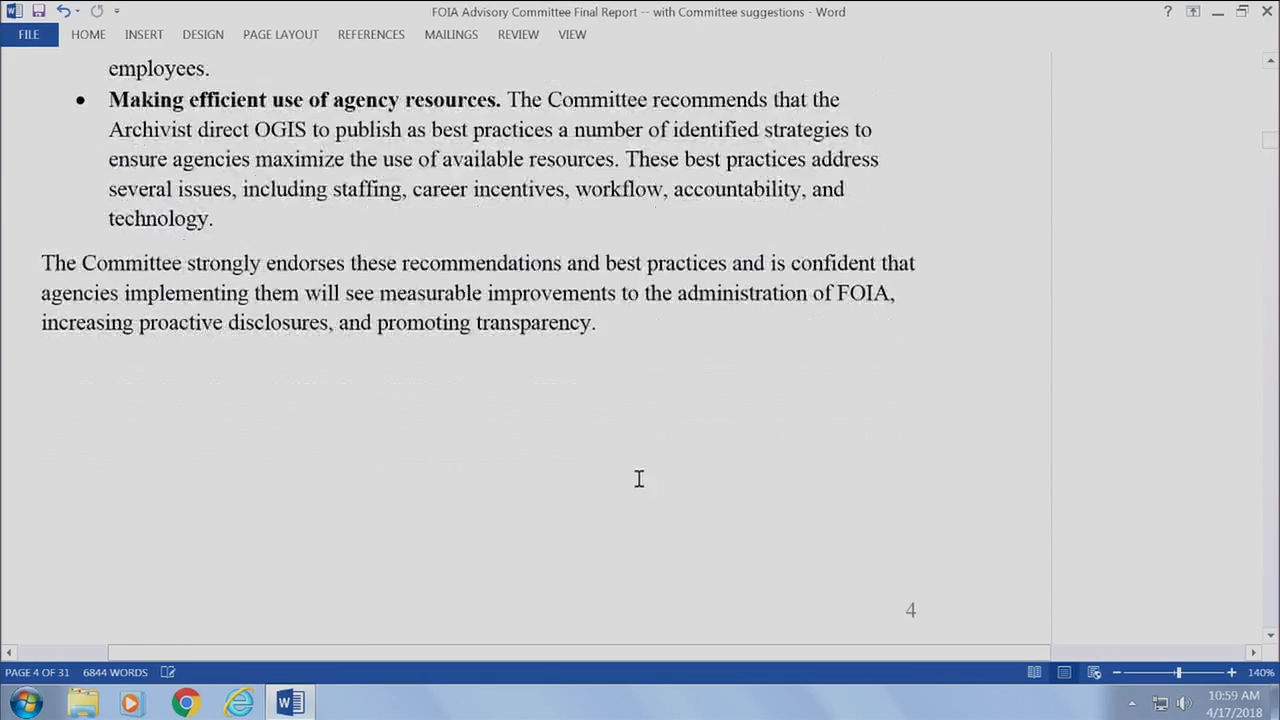 FOIA Advisory Committee Final Report -- with Committee suggestions - Word
?
FILE HOME INSERT DESIGN PAGE LAYOUT REFERENCES MAILINGS REVIEW VIEW
employees.
• Making efficient use of agency resources. The Committee recommends that the
Archivist direct OGIS to publish as best practices a number of identified strategies to
ensure agencies maximize the use of available resources. These best practices address
several issues, including staffing, career incentives, workflow, accountability, and
technology.
The Committee strongly endorses these recommendations and best practices and is confident that
agencies implementing them will see measurable improvements to the administration of FOIA,
increasing proactive disclosures, and promoting transparency.
4
PAGE 4 OF 31 6844 WORDS 140%
10:59 AM
4/17/2018